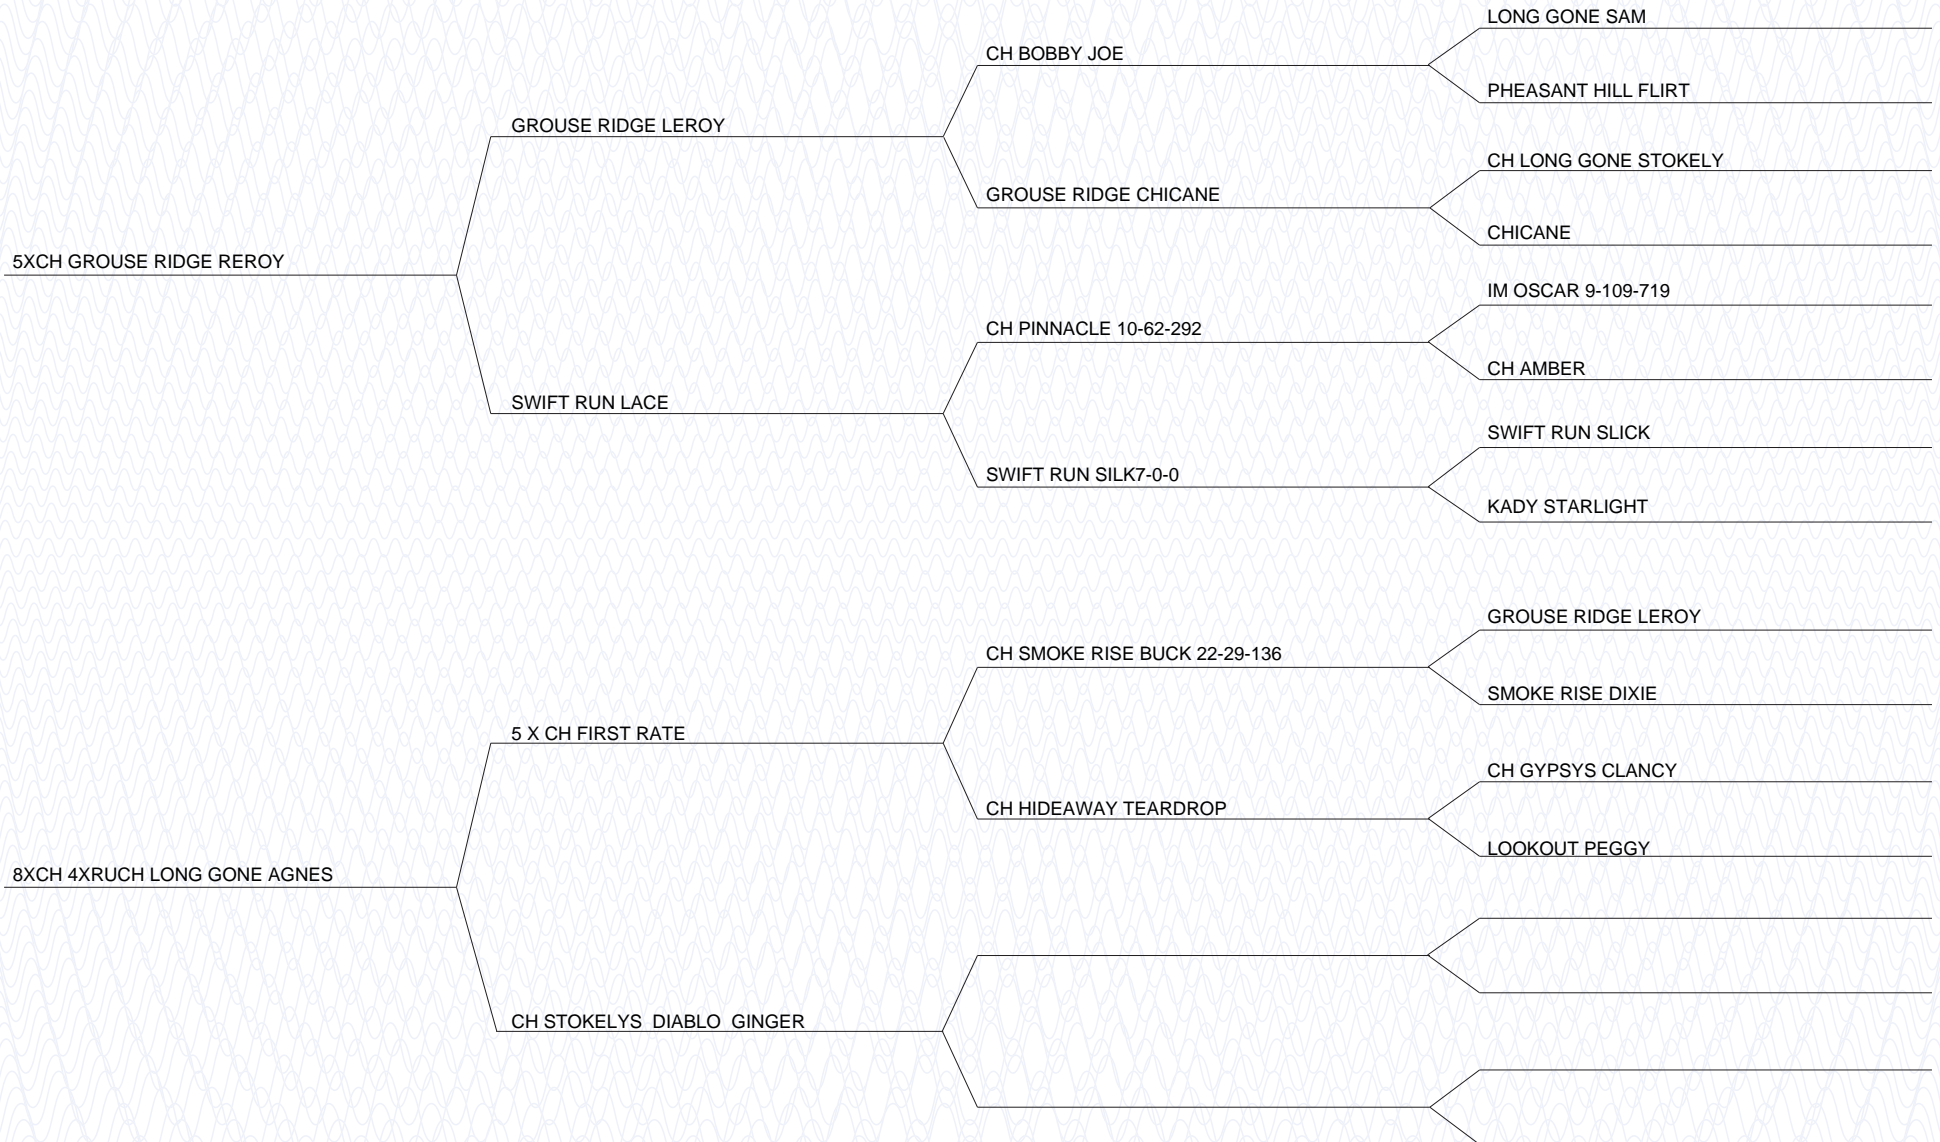 LONG GONE SAM
CH BOBBY JOE
PHEASANT HILL FLIRT
GROUSE RIDGE LEROY
CH LONG GONE STOKELY
GROUSE RIDGE CHICANE
CHICANE
5XCH GROUSE RIDGE REROY
IM OSCAR 9-109-719
CH PINNACLE 10-62-292
CH AMBER
SWIFT RUN LACE
SWIFT RUN SLICK
SWIFT RUN SILK7-0-0
KADY STARLIGHT
GROUSE RIDGE LEROY
CH SMOKE RISE BUCK 22-29-136
SMOKE RISE DIXIE
5 X CH FIRST RATE
CH GYPSYS CLANCY
CH HIDEAWAY TEARDROP
LOOKOUT PEGGY
8XCH 4XRUCH LONG GONE AGNES
CH STOKELYS  DIABLO  GINGER